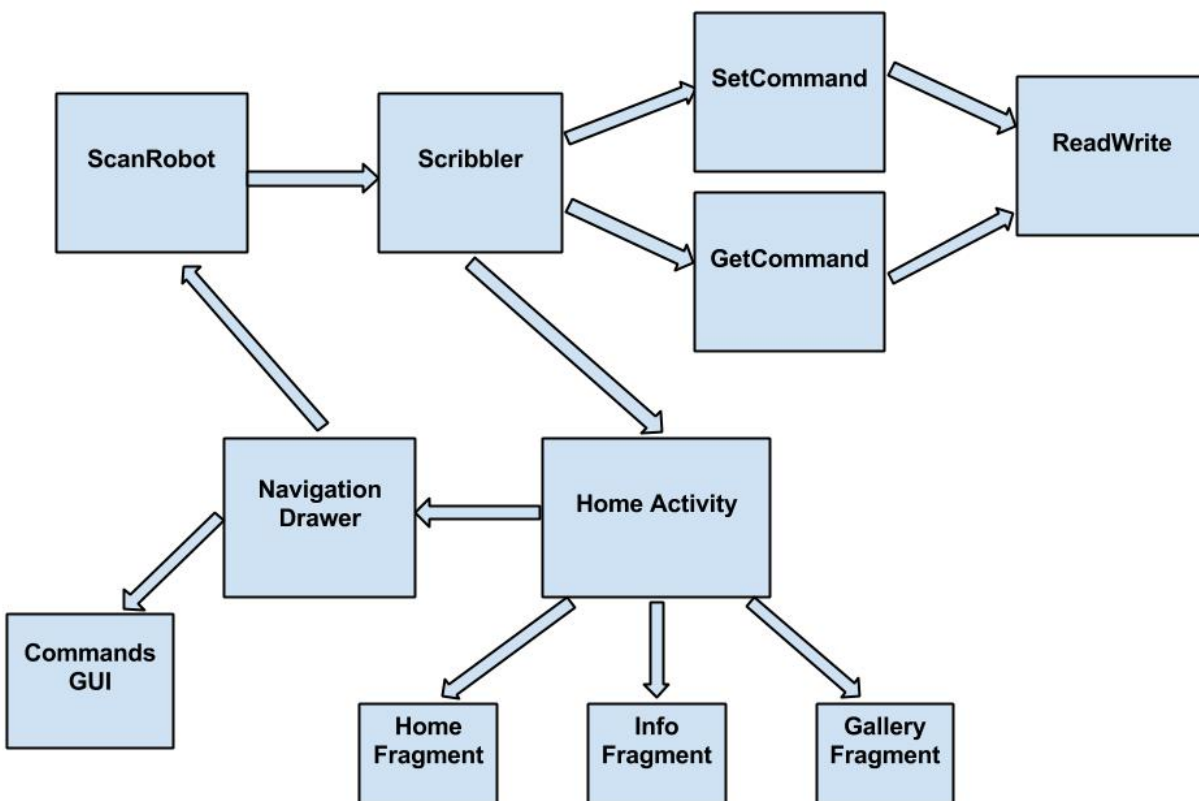 SetCommand
ReadWrite
ScanRobot
Scribbler
GetCommand
Navigation
Drawer
Home Activity
Commands
GUI
Home
Fragment
Info
Fragment
Gallery
Fragment